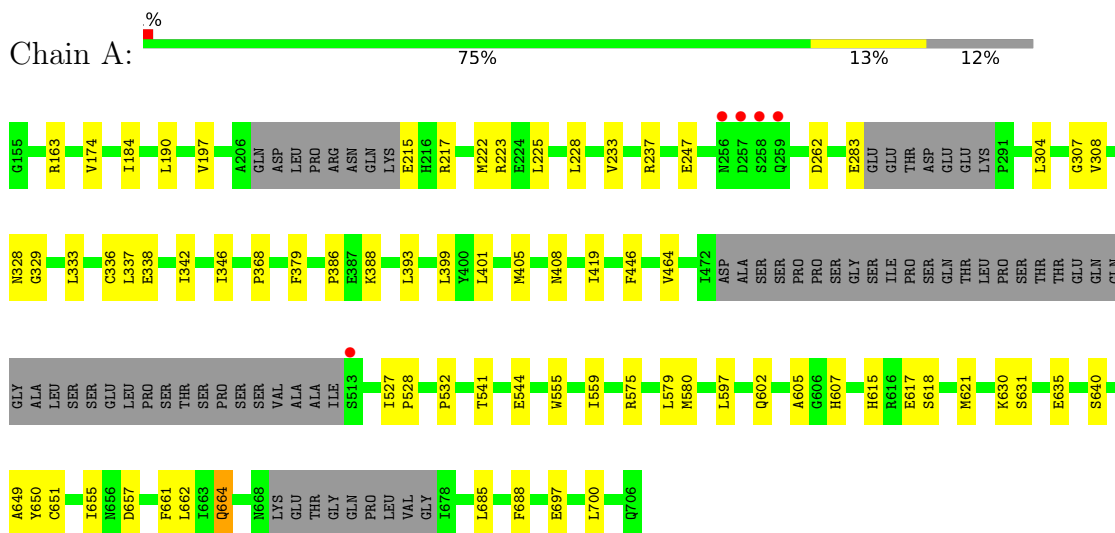 .%
Chain A:
75% 13% 12%
G155 R163 V174 I184 L190 V197 A206 GLN ASP LEU PRO ARG ASN GLN LYS E215 H216 R217 M222 R223 E224 L225 L228 V233 R237 E247 N256 D257 S258 Q259 D262 E283 GLU GLU THR ASP GLU GLU LYS P291 L304 G307 V308
N328 G329 L333 C336 L337 E338 I342 I346 P368 F379 P386 E387 K388 L393 L399 Y400 L401 M405 N408 I419 F446 V464 I472 ASP ALA SER SER PRO PRO SER GLY SER ILE PRO SER GLN THR LEU PRO SER THR THR GLU GLN GLN
GLY ALA LEU SER SER GLU LEU PRO SER THR SER PRO SER SER VAL ALA ALA ILE S513 I527 P528 P532 T541 E544 W555 I559 R575 L579 M580 L597 Q602 A605 G606 H607 H615 R616 E617 S618 M621 K630 S631 E635 S640
A649 Y650 C651 I655 N656 D657 F661 L662 I663 Q664 N668 LYS GLU THR GLY GLN PRO LEU VAL GLY I678 L685 F688 E697 L700 Q706